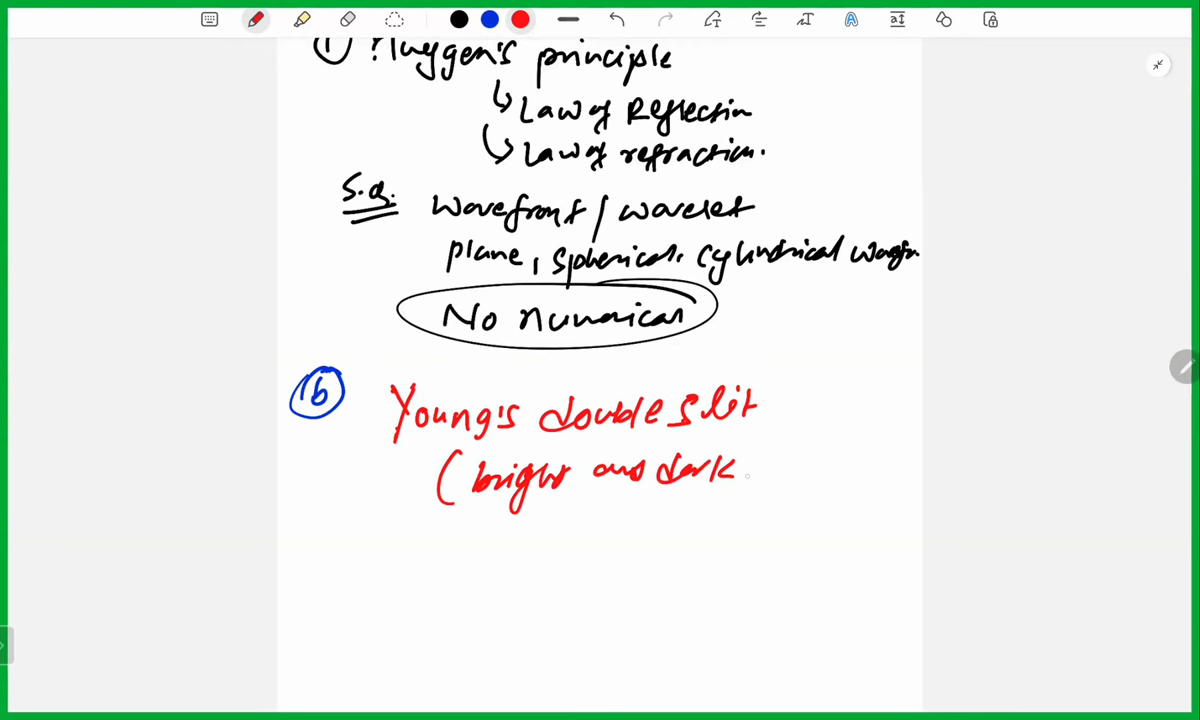 ① Huygen's principle
↳ Law of Reflection
↳ Law of refraction.
S.Q. wavefront / wavelet
plane, spherical, cylindrical
No numerical
16 Young's double slit
(bright and dark